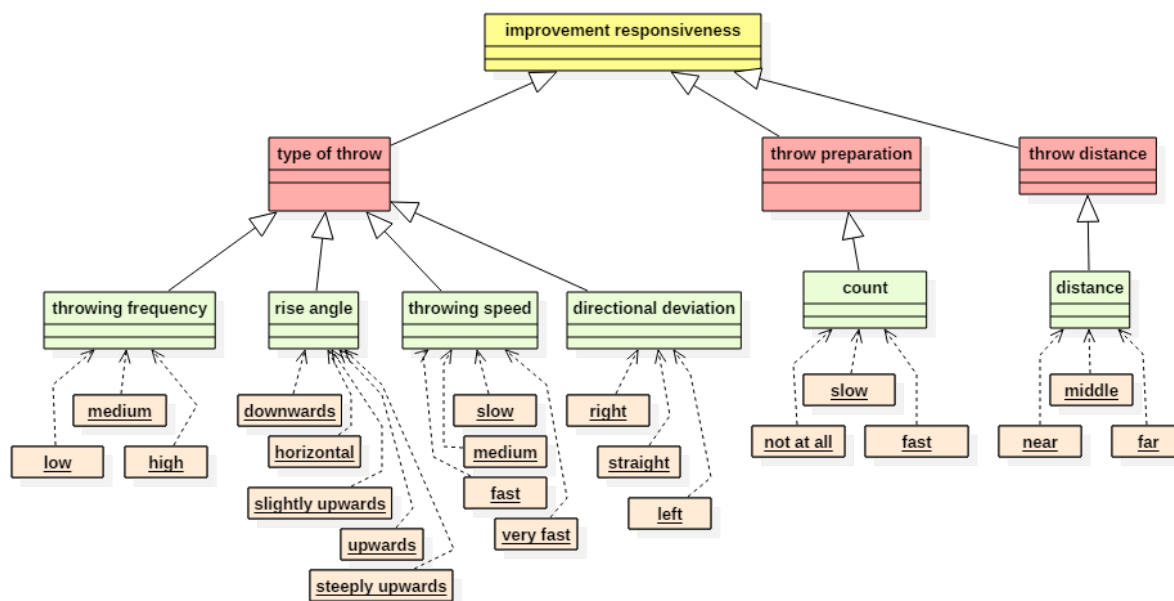 improvement responsiveness
type of throw
throw preparation
throw distance
throwing frequency
rise angle
throwing speed
directional deviation
count
distance
medium
low
high
downwards
horizontal
slightly upwards
upwards
steeply upwards
slow
medium
fast
very fast
right
straight
left
slow
not at all
fast
middle
near
far